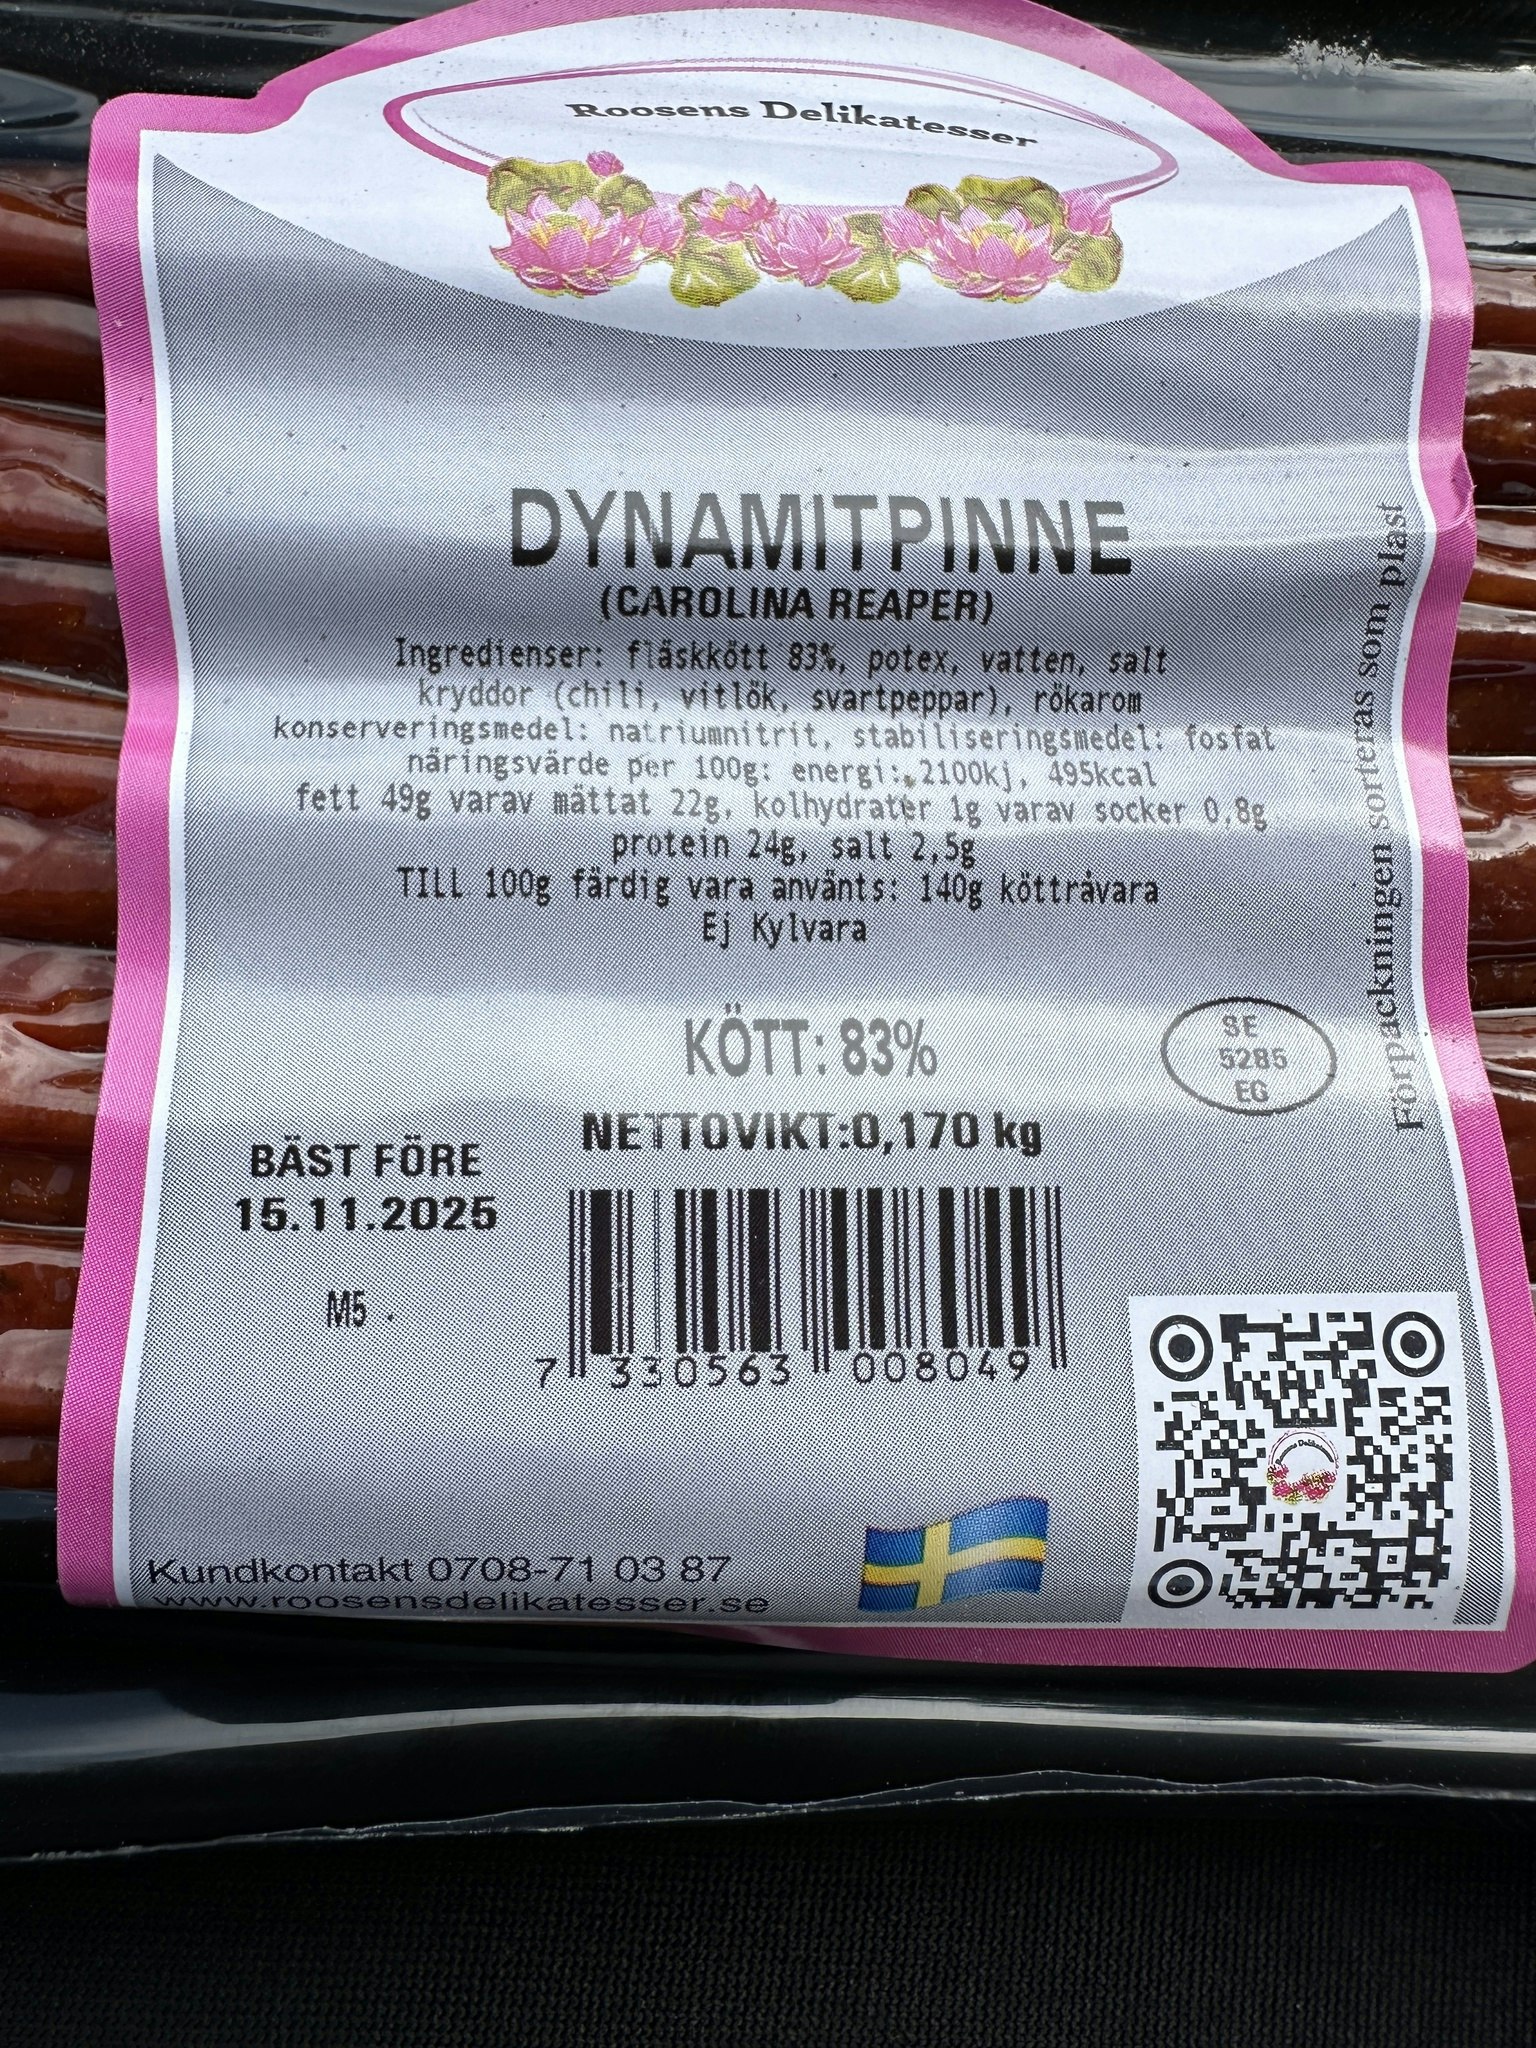 Roosens Delikatesser
DYNAMITPINNE
(CAROLINA REAPER)
Ingredienser: fläskkött 83%, potex, vatten, salt
kryddor (chili, vitlök, svartpeppar), rökarom
konserveringsmedel: natriumnitrit, stabiliseringsmedel: fosfat
näringsvärde per 100g: energi: 2100kj, 495kcal
fett 49g varav mättat 22g, kolhydrater 1g varav socker 0,8g
protein 24g, salt 2,5g
TILL 100g färdig vara använts: 140g köttråvara
Ej Kylvara
Förpackningen sorteras som plast
KÖTT: 83%
SE
5285
EG
NETTOVIKT:0,170 kg
BÄST FÖRE
15.11.2025
M5
7 330563 008049
Roosens Delikatesser
Kundkontakt 0708-71 03 87
www.roosensdelikatesser.se